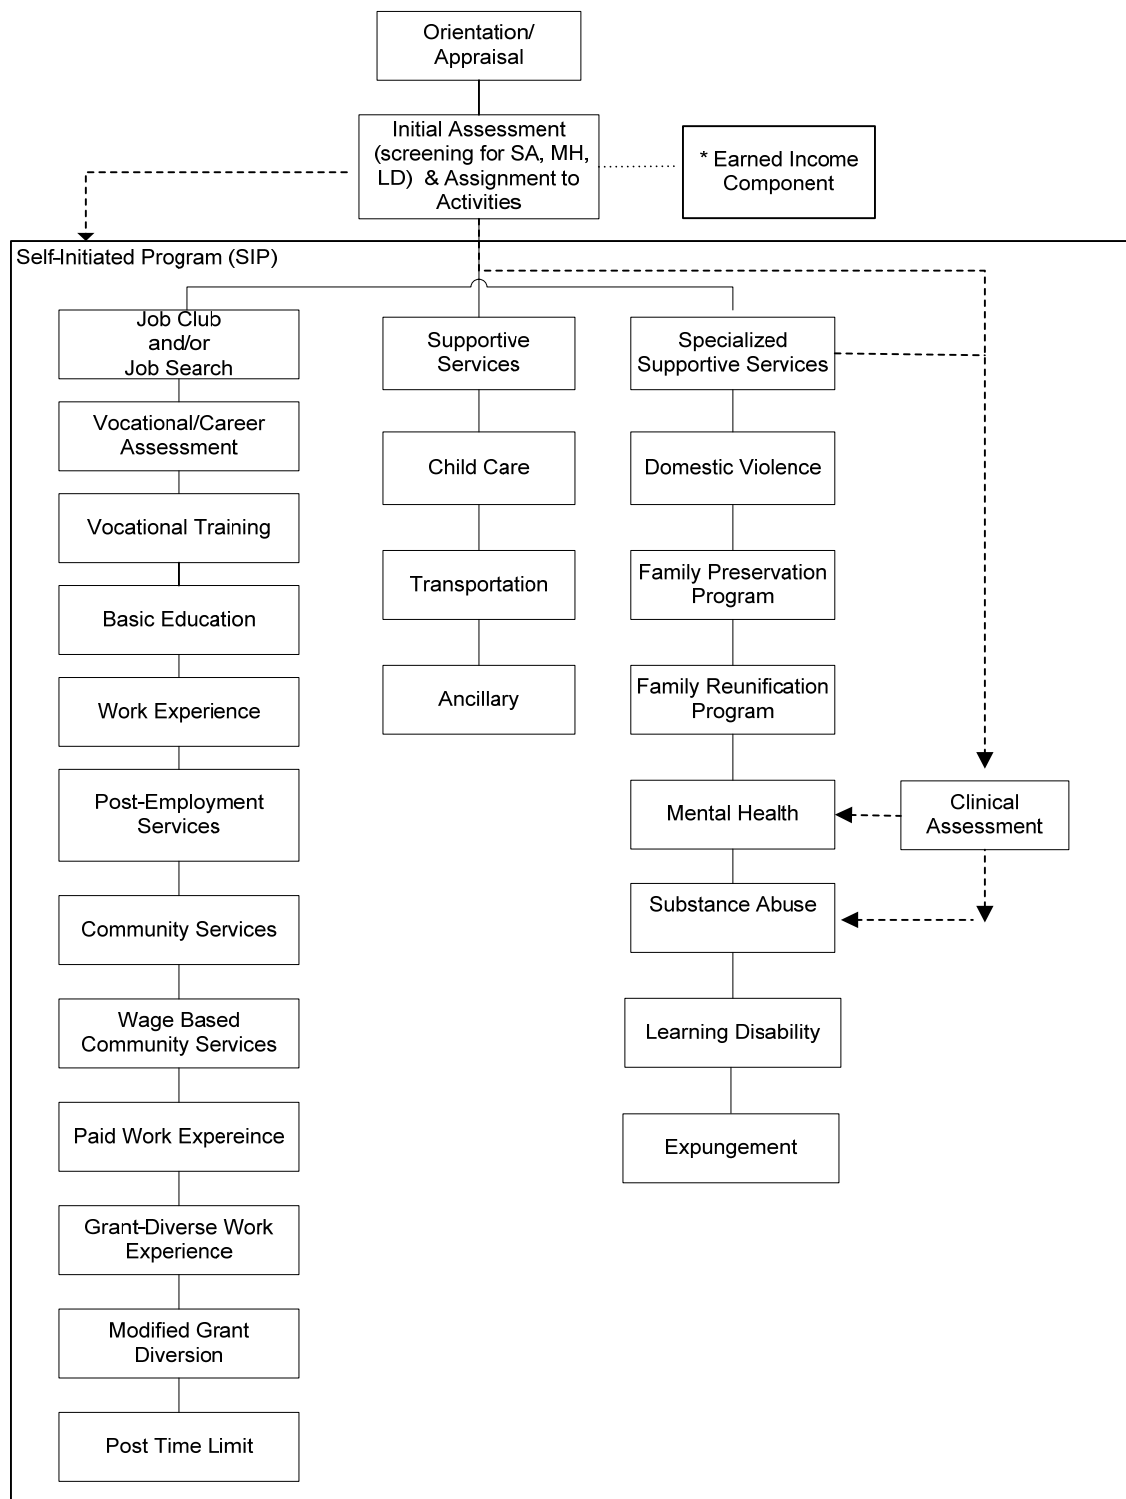 Orientation/
Appraisal
Initial Assessment
(screening for SA, MH,
LD) & Assignment to
Activities
* Earned Income
Component
Self-Initiated Program (SIP)
Job Club
and/or
Job Search
Vocational/Career
Assessment
Vocational Training
Basic Education
Work Experience
Post-Employment
Services
Community Services
Wage Based
Community Services
Paid Work Expereince
Grant-Diverse Work
Experience
Modified Grant
Diversion
Post Time Limit
Supportive
Services
Child Care
Transportation
Ancillary
Specialized
Supportive Services
Domestic Violence
Family Preservation
Program
Family Reunification
Program
Mental Health
Substance Abuse
Learning Disability
Expungement
Clinical
Assessment